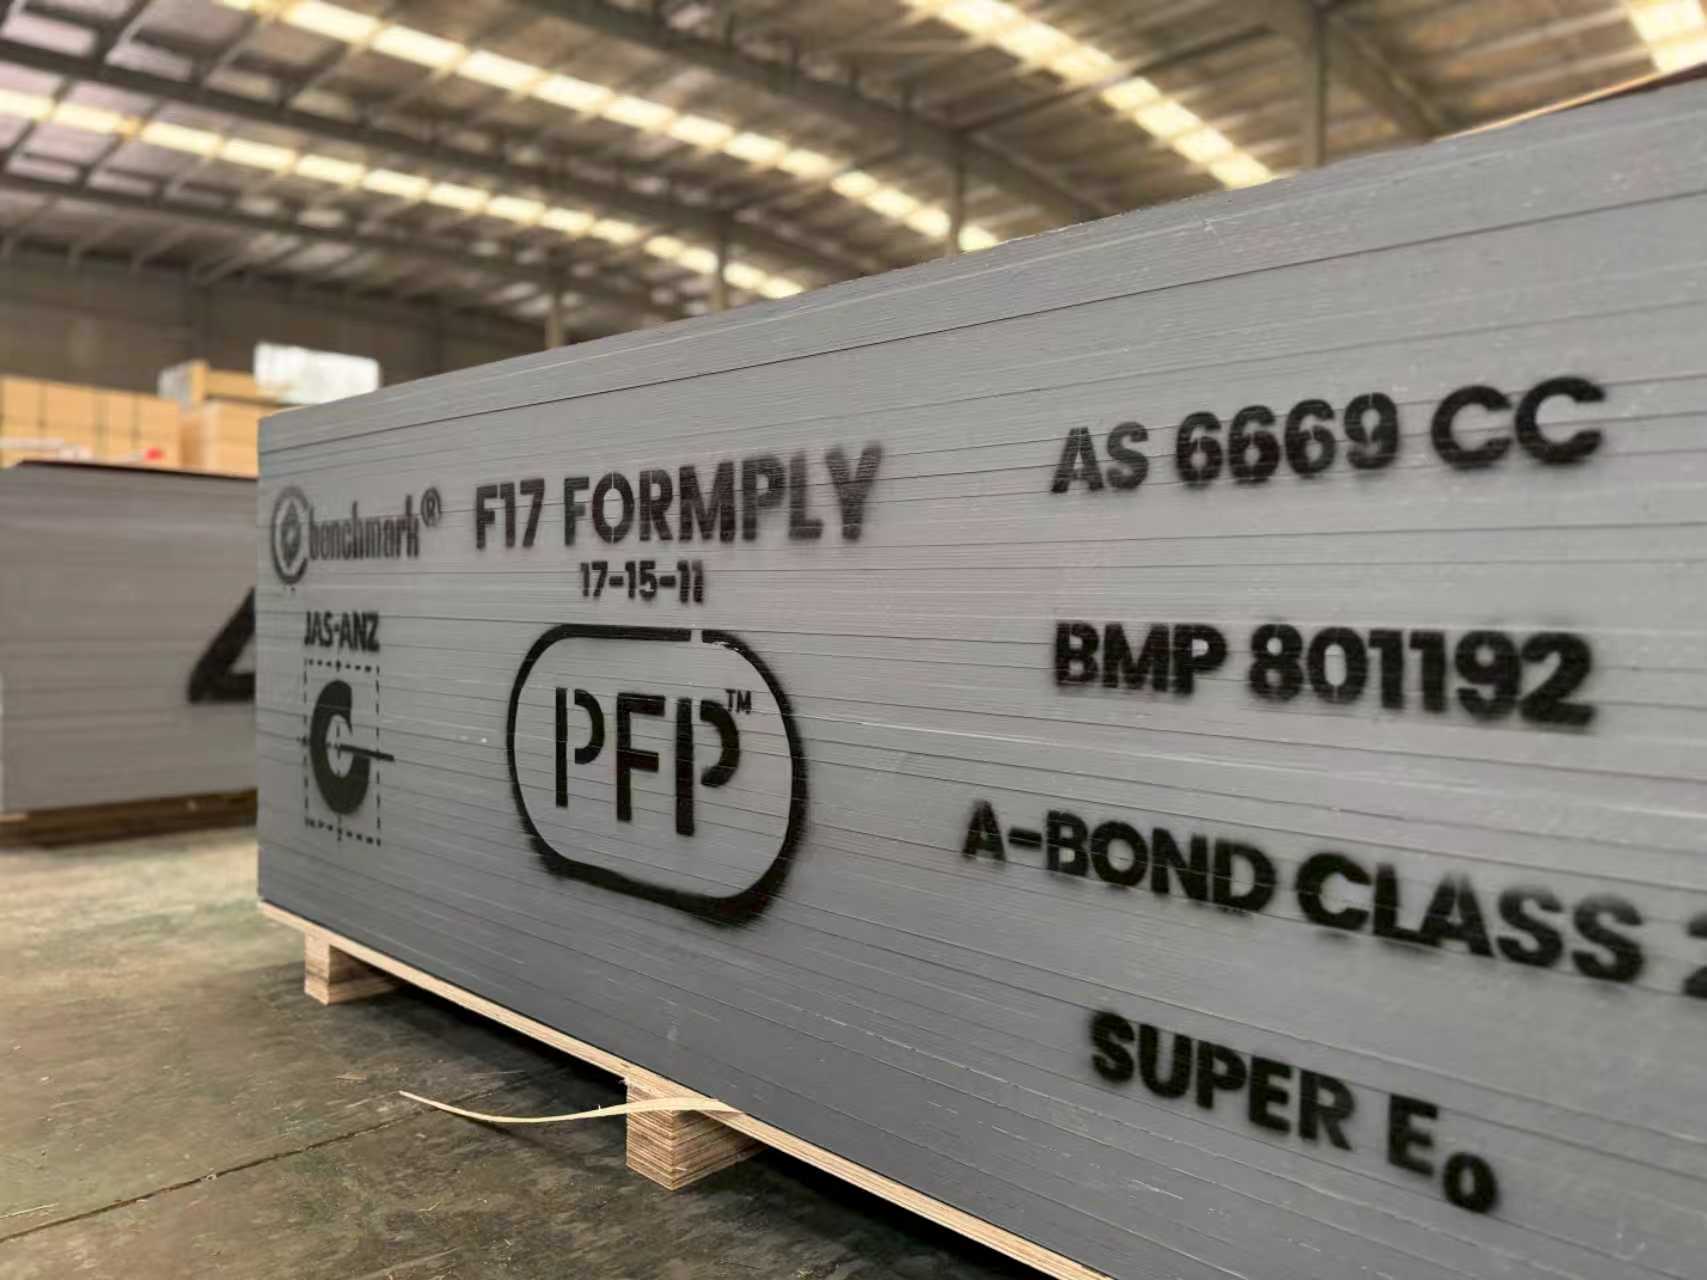 benchmark®
JAS-ANZ
F17 FORMPLY
17-15-11
PFP™
AS 6669 CC
BMP 801192
A-BOND CLASS
SUPER E₀